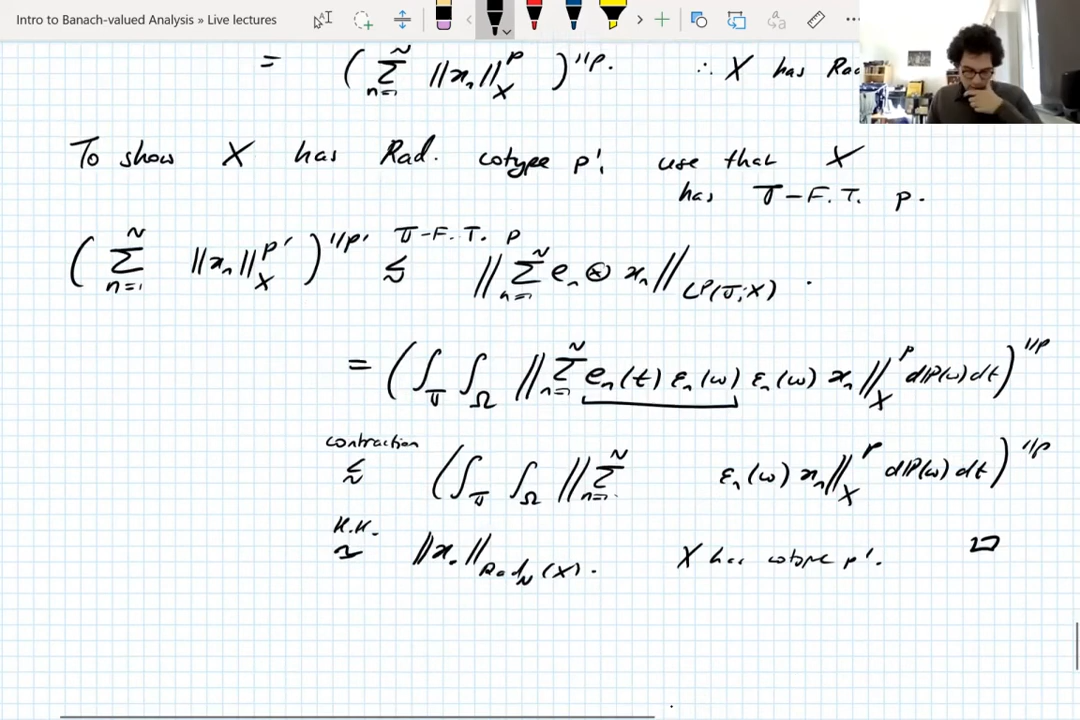 Intro to Banach-valued Analysis » Live lectures
= ( Σ_{n=1}^N ‖x_n‖_X^p )^{1/p}. ∴ X has Rad
To show X has Rad. cotype p': use that X
has 𝕋-F.T. p.
( Σ_{n=1}^N ‖x_n‖_X^{p'} )^{1/p'} ≲^{𝕋-F.T. p} ‖ Σ_{n=1}^N e_n ⊗ x_n ‖_{L^p(𝕋;X)}.
= ( ∫_𝕋 ∫_Ω ‖ Σ_{n=1}^N e_n(t) ε_n(ω) ε_n(ω) x_n ‖_X^p dℙ(ω) dt )^{1/p}
contraction
≲ ( ∫_𝕋 ∫_Ω ‖ Σ_{n=1}^N ε_n(ω) x_n ‖_X^p dℙ(ω) dt )^{1/p}
K.K.
≃ ‖x.‖_{Rad_N(X)}. X has cotype p'. □